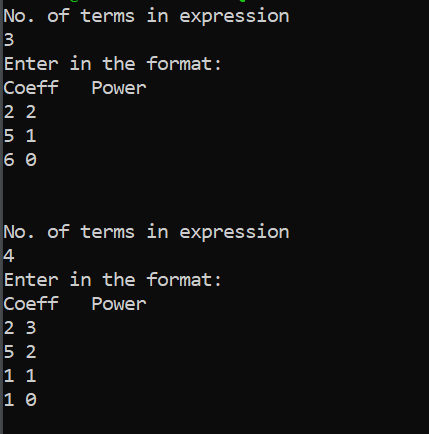 No. of terms in expression
3
Enter in the format:
Coeff   Power
2 2
5 1
6 0
No. of terms in expression
4
Enter in the format:
Coeff   Power
2 3
5 2
1 1
1 0